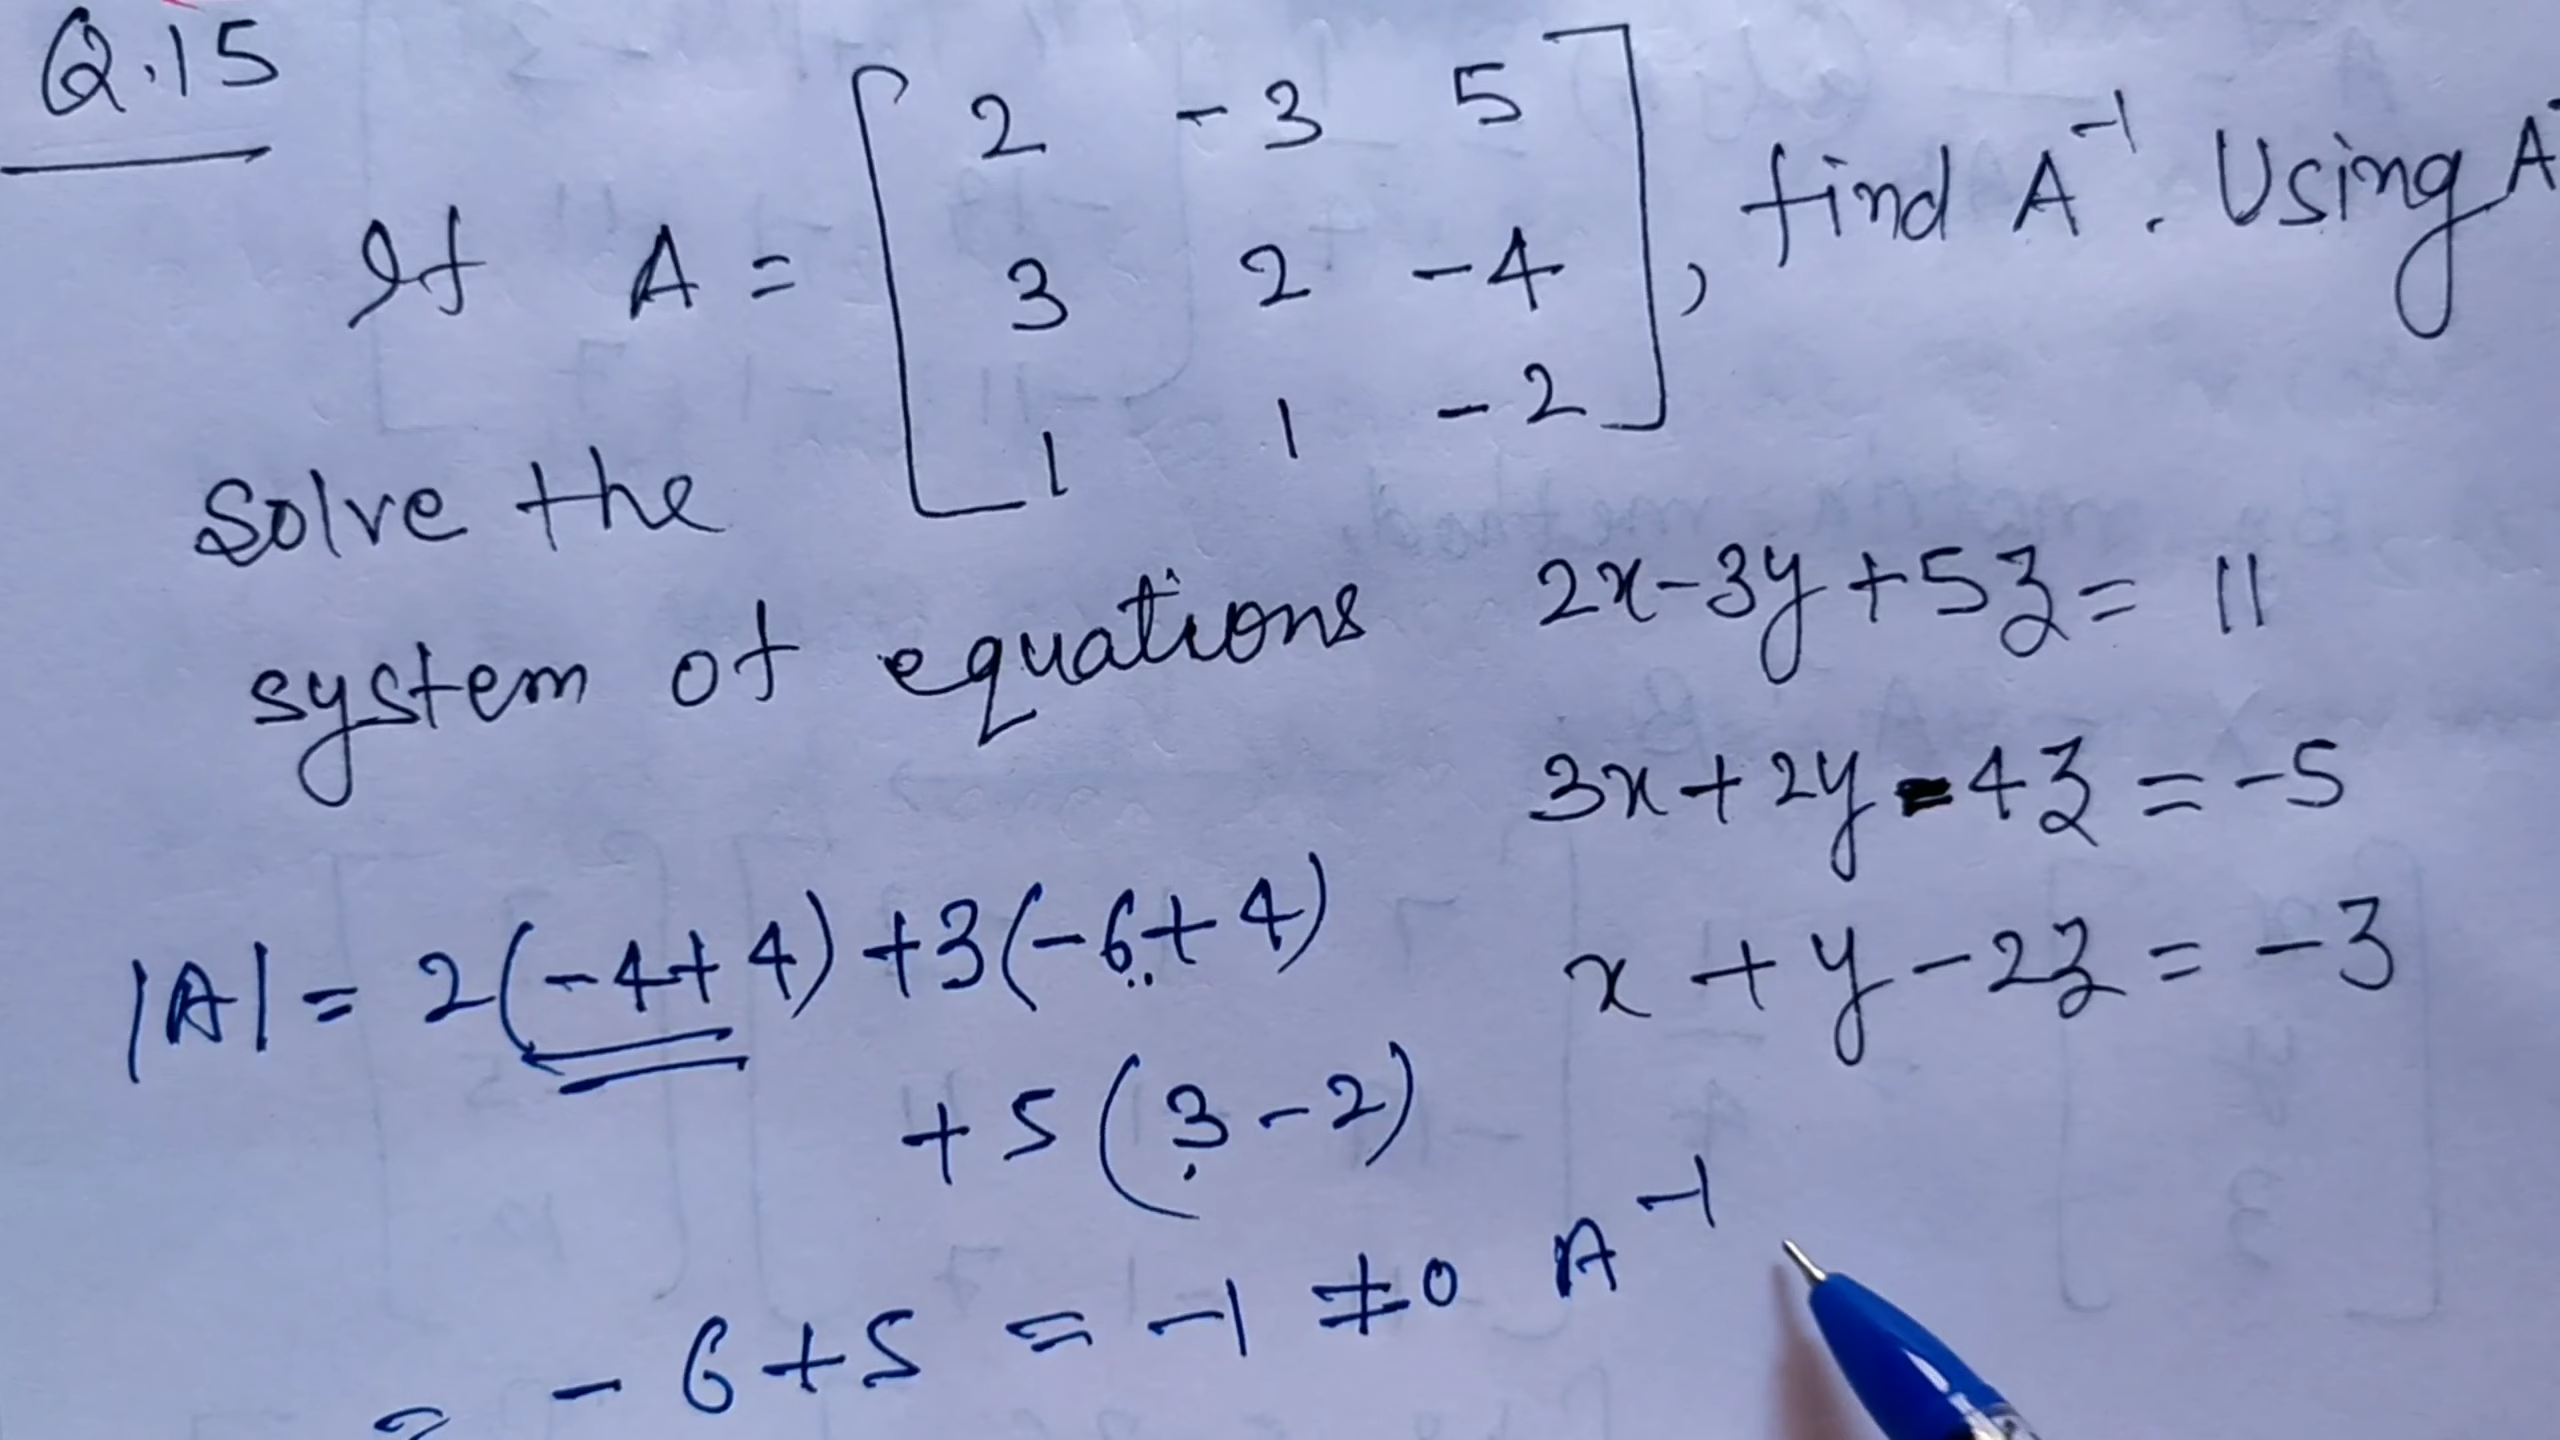 Q.15
If A = [ 2 -3 5
3 2 -4
1 1 -2 ], find A⁻¹. Using A⁻
Solve the
system of equations 2x-3y+5z = 11
3x+2y-4z = -5
x+y-2z = -3
|A| = 2(-4+4)+3(-6+4)
+5(3-2)
= -6+5 = -1 ≠0 A⁻¹